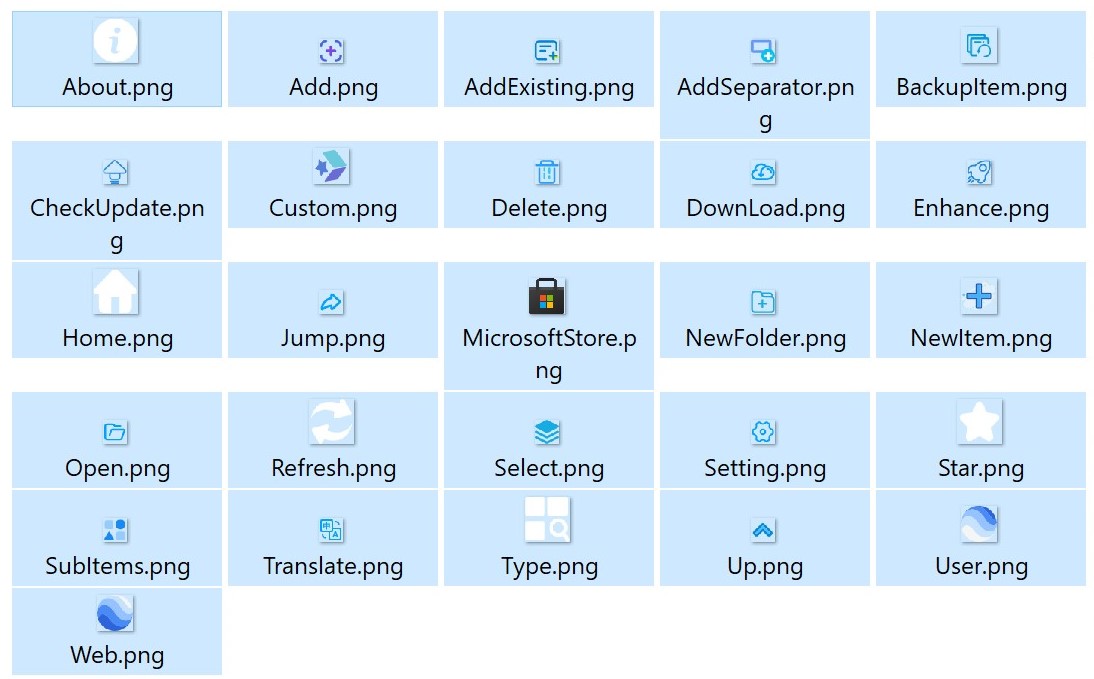 About.png
Add.png
AddExisting.png
AddSeparator.pn
g
BackupItem.png
CheckUpdate.pn
g
Custom.png
Delete.png
DownLoad.png
Enhance.png
Home.png
Jump.png
MicrosoftStore.p
ng
NewFolder.png
NewItem.png
Open.png
Refresh.png
Select.png
Setting.png
Star.png
SubItems.png
Translate.png
Type.png
Up.png
User.png
Web.png